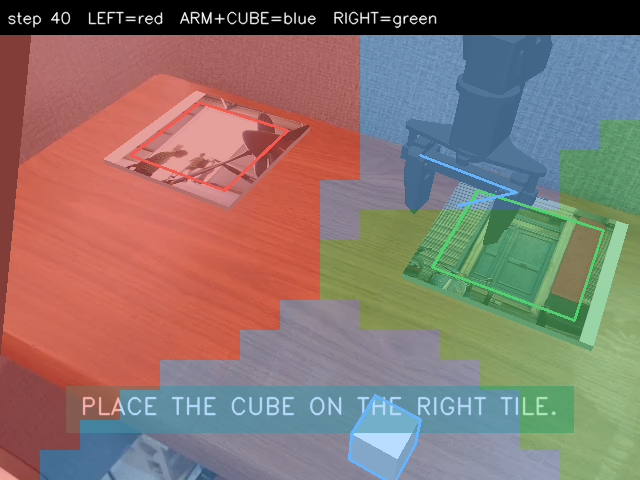 step 40 LEFT=red ARM+CUBE=blue RIGHT=green
PLACE THE CUBE ON THE RIGHT TILE.